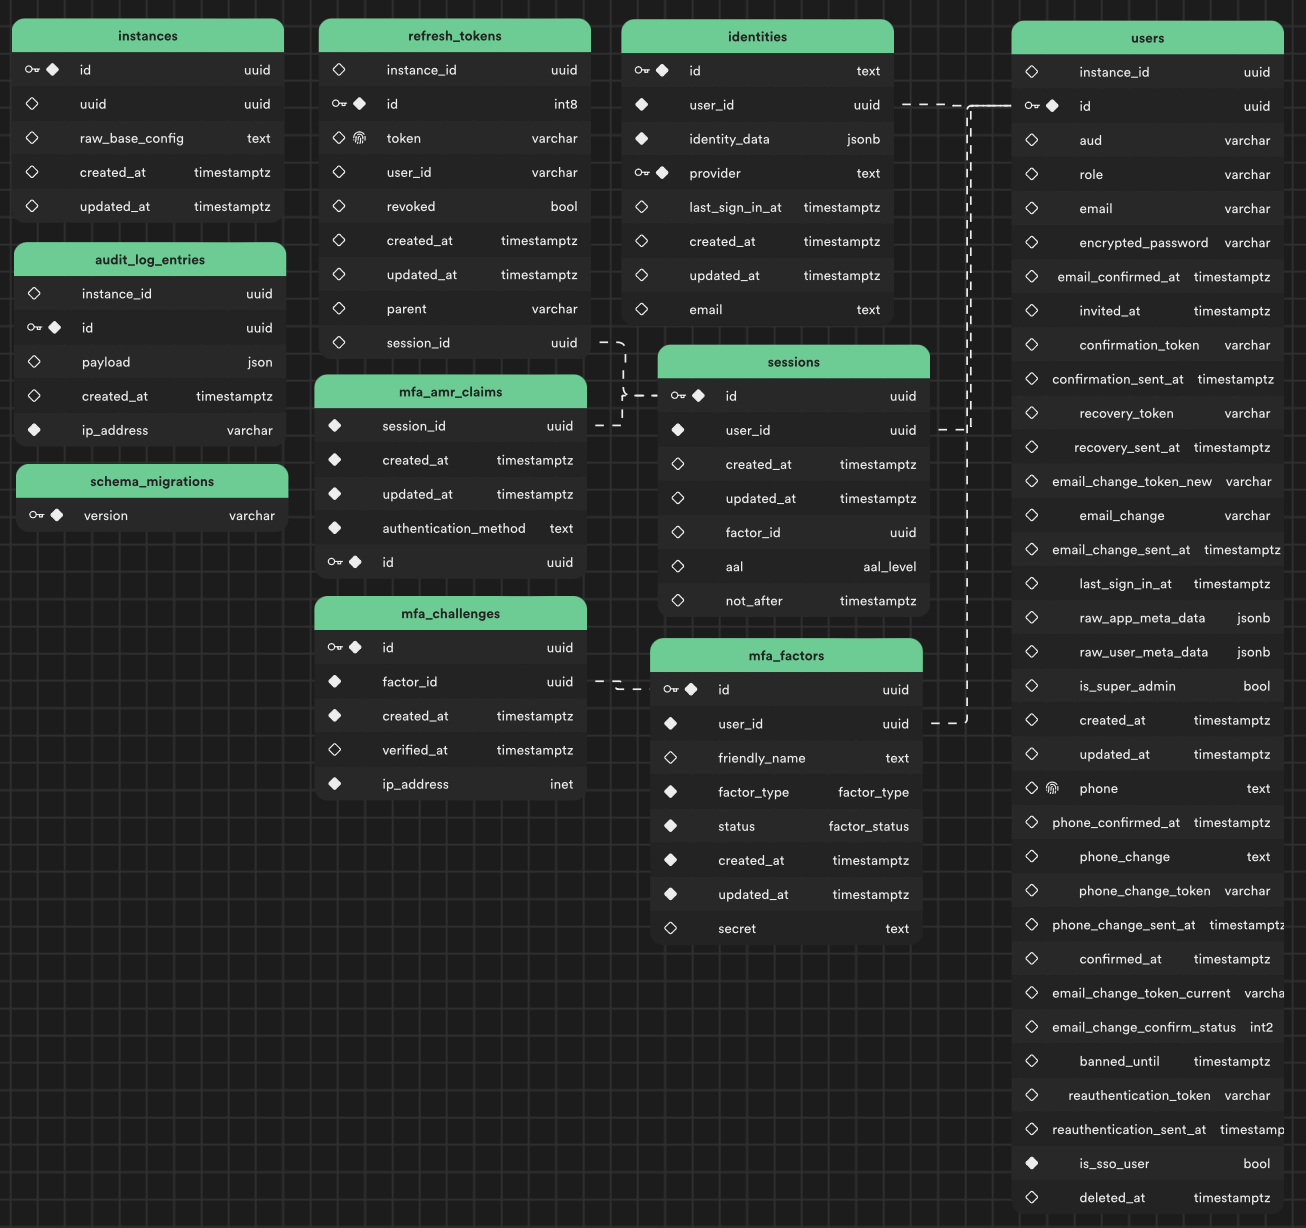 instances
id uuid
uuid uuid
raw_base_config text
created_at timestamptz
updated_at timestamptz
audit_log_entries
instance_id uuid
id uuid
payload json
created_at timestamptz
ip_address varchar
schema_migrations
version varchar
refresh_tokens
instance_id uuid
id int8
token varchar
user_id varchar
revoked bool
created_at timestamptz
updated_at timestamptz
parent varchar
session_id uuid
mfa_amr_claims
session_id uuid
created_at timestamptz
updated_at timestamptz
authentication_method text
id uuid
mfa_challenges
id uuid
factor_id uuid
created_at timestamptz
verified_at timestamptz
ip_address inet
identities
id text
user_id uuid
identity_data jsonb
provider text
last_sign_in_at timestamptz
created_at timestamptz
updated_at timestamptz
email text
sessions
id uuid
user_id uuid
created_at timestamptz
updated_at timestamptz
factor_id uuid
aal aal_level
not_after timestamptz
mfa_factors
id uuid
user_id uuid
friendly_name text
factor_type factor_type
status factor_status
created_at timestamptz
updated_at timestamptz
secret text
users
instance_id uuid
id uuid
aud varchar
role varchar
email varchar
encrypted_password varchar
email_confirmed_at timestamptz
invited_at timestamptz
confirmation_token varchar
confirmation_sent_at timestamptz
recovery_token varchar
recovery_sent_at timestamptz
email_change_token_new varchar
email_change varchar
email_change_sent_at timestamptz
last_sign_in_at timestamptz
raw_app_meta_data jsonb
raw_user_meta_data jsonb
is_super_admin bool
created_at timestamptz
updated_at timestamptz
phone text
phone_confirmed_at timestamptz
phone_change text
phone_change_token varchar
phone_change_sent_at timestamptz
confirmed_at timestamptz
email_change_token_current varcha
email_change_confirm_status int2
banned_until timestamptz
reauthentication_token varchar
reauthentication_sent_at timestamp
is_sso_user bool
deleted_at timestamptz